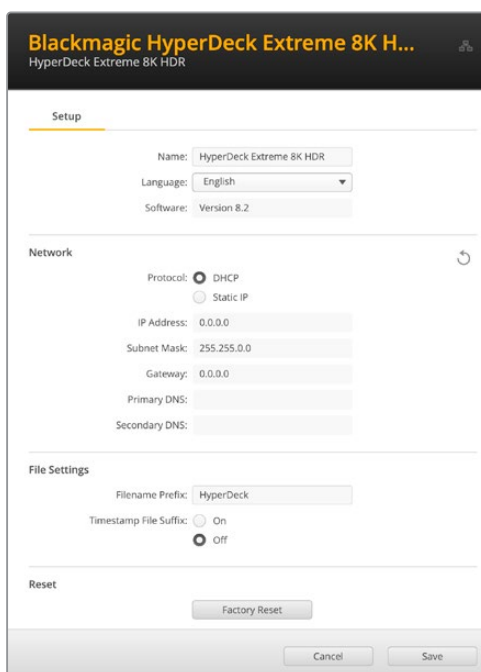 Blackmagic HyperDeck Extreme 8K H...
HyperDeck Extreme 8K HDR
Setup
Name: HyperDeck Extreme 8K HDR
Language: English
Software: Version 8.2
Network
Protocol: DHCP
Static IP
IP Address: 0.0.0.0
Subnet Mask: 255.255.0.0
Gateway: 0.0.0.0
Primary DNS:
Secondary DNS:
File Settings
Filename Prefix: HyperDeck
Timestamp File Suffix: On
Off
Reset
Factory Reset
Cancel Save